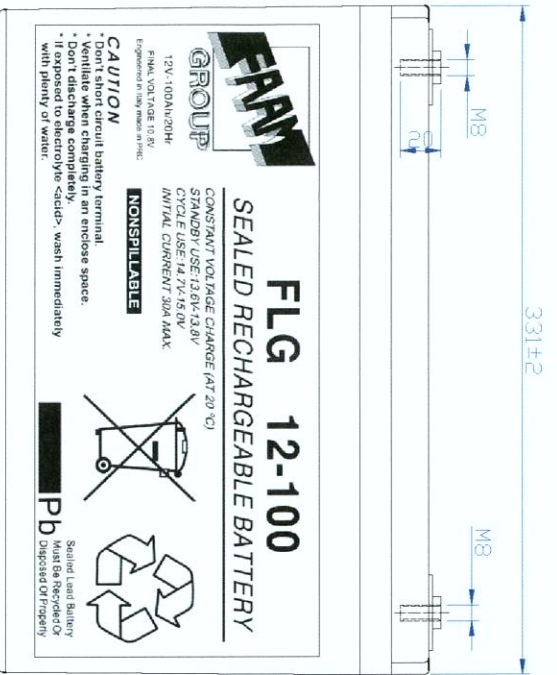 331±2
M8
M8
20
FLG 12-100
SEALED RECHARGEABLE BATTERY
FAAM
GROUP
12V-100Ah/20Hr
FINAL VOLTAGE 10.8V
Engineered in Italy made in PRC
CONSTANT VOLTAGE CHARGE (AT 20 °C)
STANDBY USE:13.6V-13.8V
CYCLE USE:14.7V-15.0V
INITIAL CURRENT 30A MAX.
NONSPILLABLE
CAUTION
* Don't short circuit battery terminal.
* Ventilate when charging in an enclose space.
* Don't discharge completely.
* If exposed to electrolyte <acid>, wash immediately
with plenty of water.
Pb
Sealed Lead Battery
Must Be Recycled Or
Disposed Of Properly